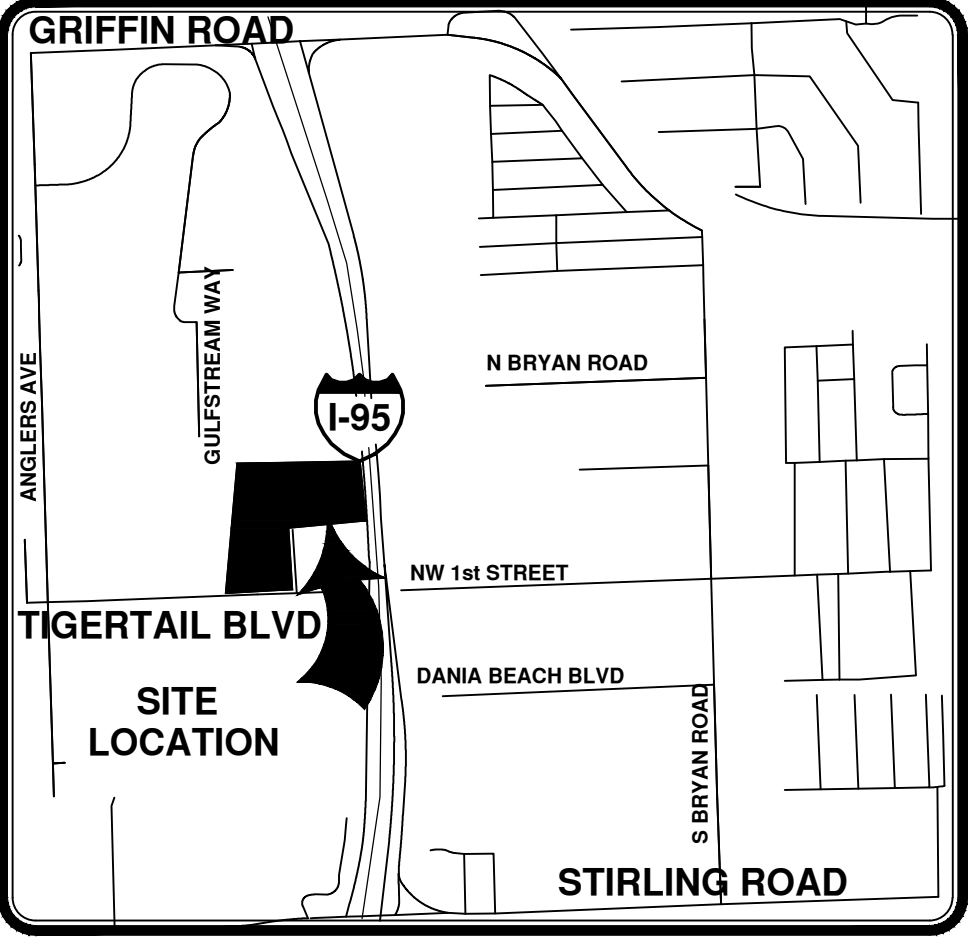 GRIFFIN ROAD
GULFSTREAM WAY
ANGLERS AVE
N BRYAN ROAD
I-95
NW 1st STREET
TIGERTAIL BLVD
DANIA BEACH BLVD
SITE
LOCATION
S BRYAN ROAD
STIRLING ROAD